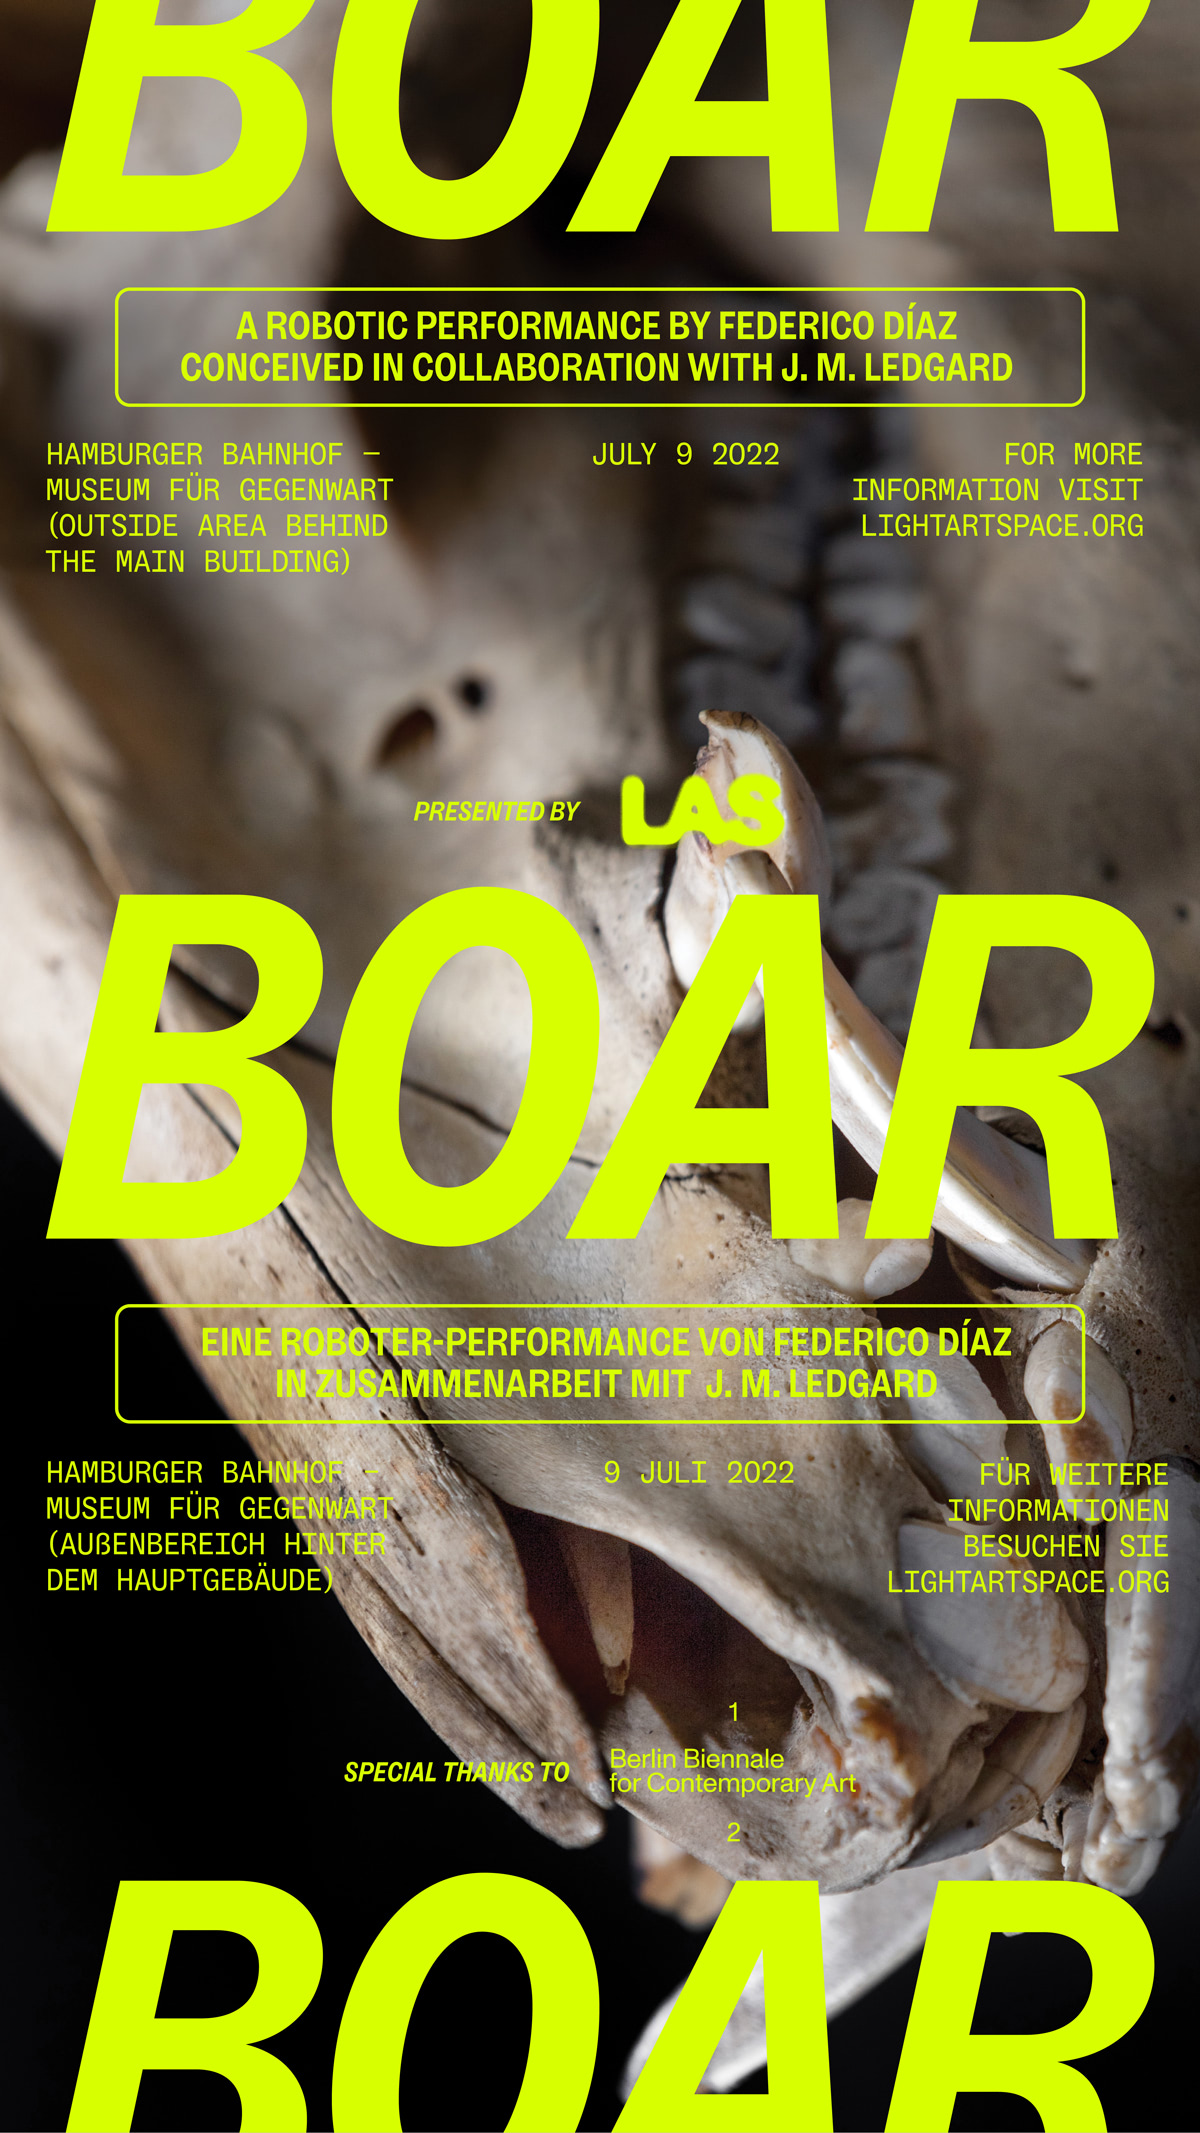 BOAR
A ROBOTIC PERFORMANCE BY FEDERICO DÍAZ
CONCEIVED IN COLLABORATION WITH J. M. LEDGARD
HAMBURGER BAHNHOF –
MUSEUM FÜR GEGENWART
(OUTSIDE AREA BEHIND
THE MAIN BUILDING)
JULY 9 2022
FOR MORE
INFORMATION VISIT
LIGHTARTSPACE.ORG
PRESENTED BY LAS
BOAR
EINE ROBOTER-PERFORMANCE VON FEDERICO DÍAZ
IN ZUSAMMENARBEIT MIT J. M. LEDGARD
HAMBURGER BAHNHOF –
MUSEUM FÜR GEGENWART
(AUßENBEREICH HINTER
DEM HAUPTGEBÄUDE)
9 JULI 2022
FÜR WEITERE
INFORMATIONEN
BESUCHEN SIE
LIGHTARTSPACE.ORG
SPECIAL THANKS TO
1
Berlin Biennale
for Contemporary Art
2
BOAR